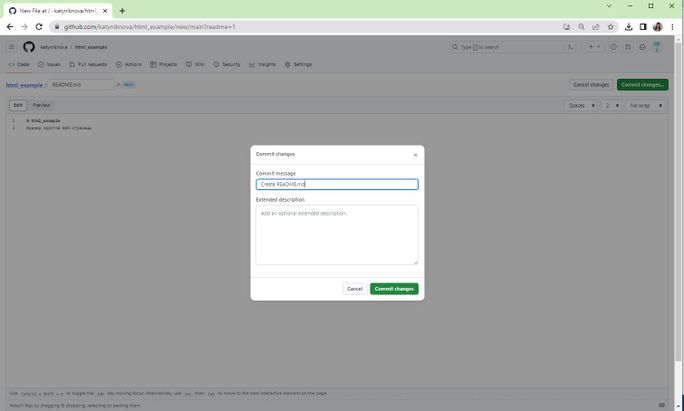 New File at / · katyniknova/html_
github.com/katyniknova/html_example/new/main?readme=1
katyniknova / html_example
Type / to search
Code Issues Pull requests Actions Projects Wiki Security Insights Settings
html_example / README.md in main
Cancel changes Commit changes...
Edit Preview
Spaces 2 No wrap
1 # html_example
2 Пример простой веб-страницы
Commit changes
Commit message
Create README.md
Extended description
Add an optional extended description..
Cancel Commit changes
Use Control + Shift + m to toggle the tab key moving focus. Alternatively, use esc then tab to move to the next interactive element on the page.
Attach files by dragging & dropping, selecting or pasting them.